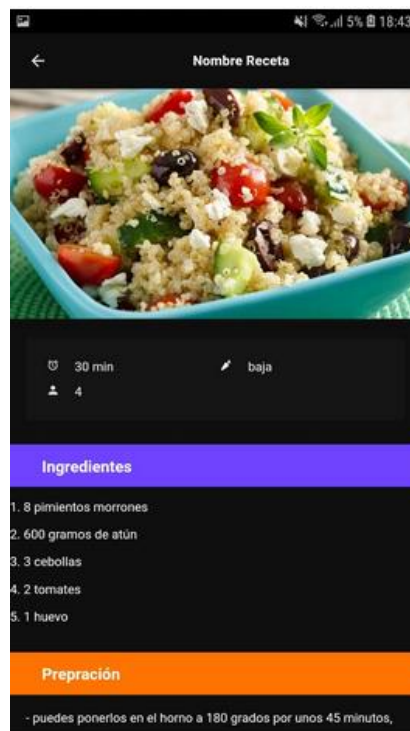 5% 18:43
Nombre Receta
30 min
baja
4
Ingredientes
1. 8 pimientos morrones
2. 600 gramos de atún
3. 3 cebollas
4. 2 tomates
5. 1 huevo
Prepración
- puedes ponerlos en el horno a 180 grados por unos 45 minutos,